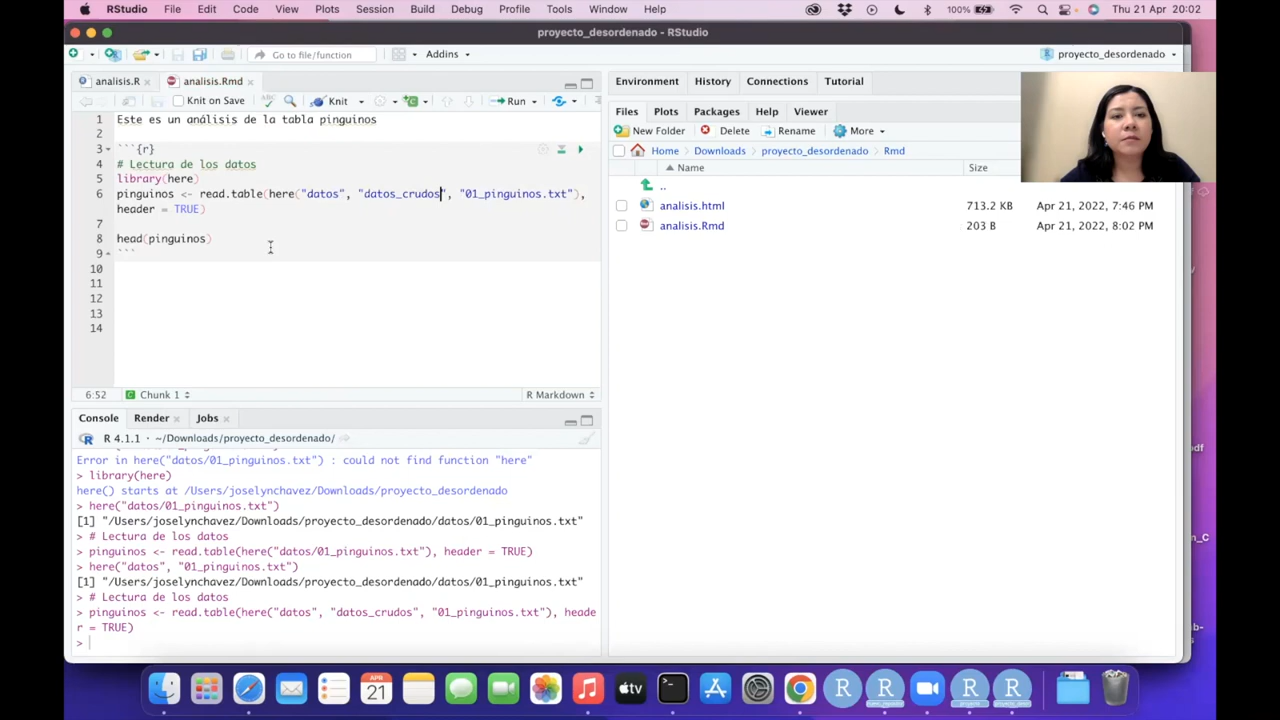 RStudio File Edit Code View Plots Session Build Debug Profile Tools Window Help 100% Thu 21 Apr 20:02
proyecto_desordenado - RStudio
Go to file/function Addins proyecto_desordenado
analisis.R analisis.Rmd
Knit on Save Knit Run
1 Este es un análisis de la tabla pinguinos
2
3 ```{r}
4 # Lectura de los datos
5 library(here)
6 pinguinos <- read.table(here("datos", "datos_crudos", "01_pinguinos.txt"),
header = TRUE)
7
8 head(pinguinos)
9 ```
10
11
12
13
14
6:52 Chunk 1 R Markdown
Console Render Jobs
R 4.1.1 · ~/Downloads/proyecto_desordenado/
Error in here("datos/01_pinguinos.txt") : could not find function "here"
> library(here)
here() starts at /Users/joselynchavez/Downloads/proyecto_desordenado
> here("datos/01_pinguinos.txt")
[1] "/Users/joselynchavez/Downloads/proyecto_desordenado/datos/01_pinguinos.txt"
> # Lectura de los datos
> pinguinos <- read.table(here("datos/01_pinguinos.txt"), header = TRUE)
> here("datos", "01_pinguinos.txt")
[1] "/Users/joselynchavez/Downloads/proyecto_desordenado/datos/01_pinguinos.txt"
> # Lectura de los datos
> pinguinos <- read.table(here("datos", "datos_crudos", "01_pinguinos.txt"), heade
r = TRUE)
>
Environment History Connections Tutorial
Files Plots Packages Help Viewer
New Folder Delete Rename More
Home Downloads proyecto_desordenado Rmd
Name Size
..
analisis.html 713.2 KB Apr 21, 2022, 7:46 PM
analisis.Rmd 203 B Apr 21, 2022, 8:02 PM
APR
21
tv
R R R R